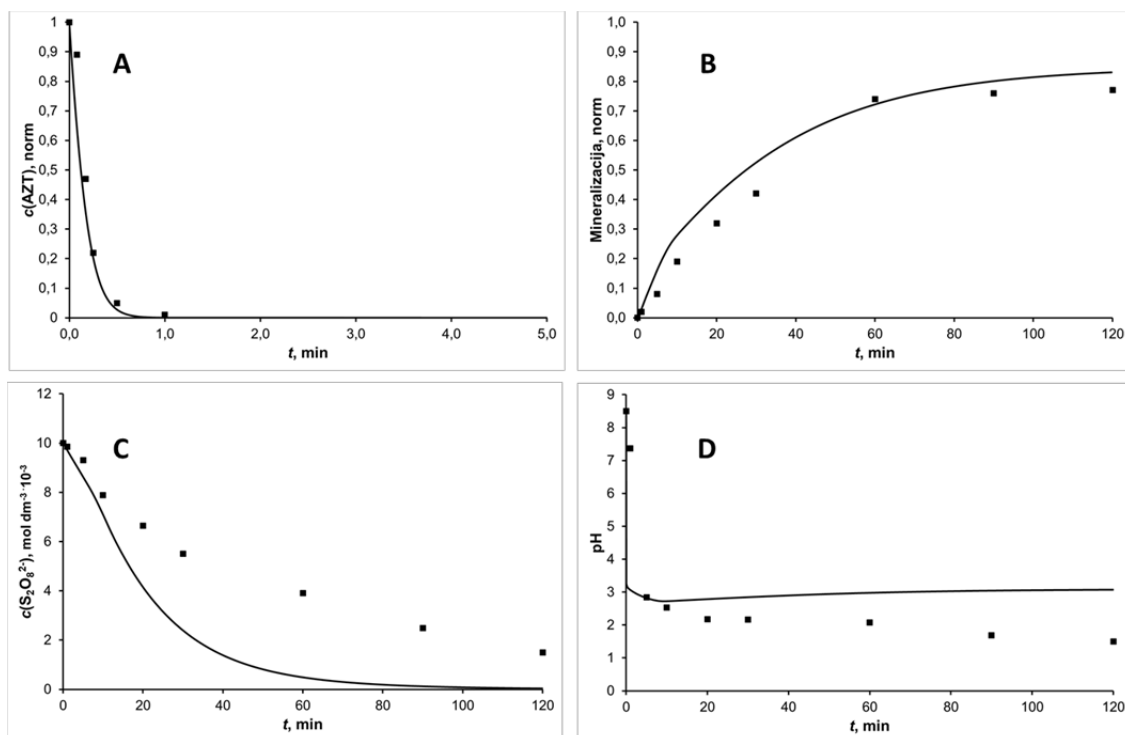 A
c(AZT), norm
1
0,9
0,8
0,7
0,6
0,5
0,4
0,3
0,2
0,1
0
0,0 1,0 2,0 3,0 4,0 5,0
t, min
B
Mineralizacija, norm
1,0
0,9
0,8
0,7
0,6
0,5
0,4
0,3
0,2
0,1
0,0
0 20 40 60 80 100 120
t, min
C
c(S₂O₈²⁻), mol dm⁻³·10⁻³
12
10
8
6
4
2
0
0 20 40 60 80 100 120
t, min
D
pH
9
8
7
6
5
4
3
2
1
0
0 20 40 60 80 100 120
t, min